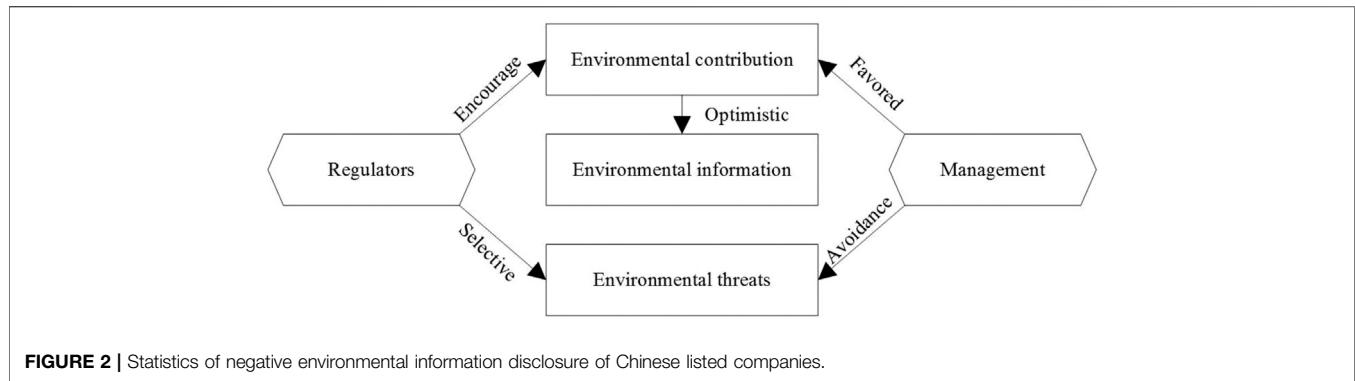 Environmental contribution
Encourage
Favored
Optimistic
Regulators
Environmental information
Management
Selective
Avoidance
Environmental threats
FIGURE 2 | Statistics of negative environmental information disclosure of Chinese listed companies.